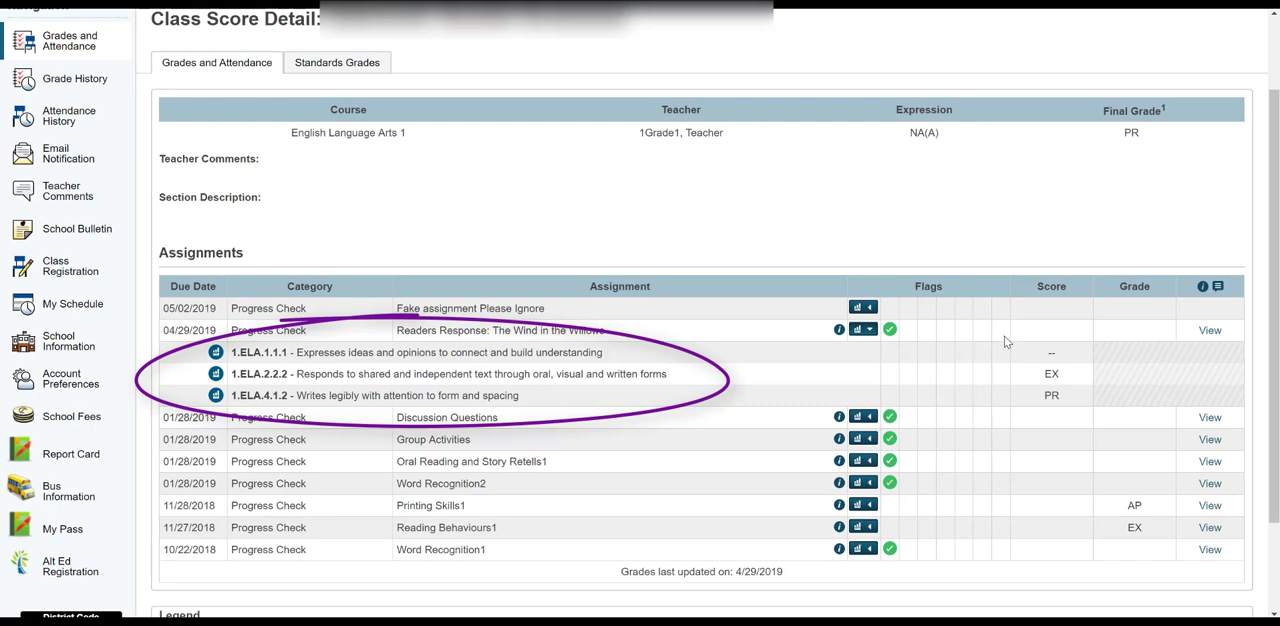 Class Score Detail:
Grades and Attendance
Grade History
Attendance History
Email Notification
Teacher Comments
School Bulletin
Class Registration
My Schedule
School Information
Account Preferences
School Fees
Report Card
Bus Information
My Pass
Alt Ed Registration
District Code
Grades and Attendance Standards Grades
Course Teacher Expression Final Grade1
English Language Arts 1 1Grade1, Teacher NA(A) PR
Teacher Comments:
Section Description:
Assignments
Due Date Category Assignment Flags Score Grade
05/02/2019 Progress Check Fake assignment Please Ignore
04/29/2019 Progress Check Readers Response: The Wind in the Willows View
1.ELA.1.1.1 - Expresses ideas and opinions to connect and build understanding --
1.ELA.2.2.2 - Responds to shared and independent text through oral, visual and written forms EX
1.ELA.4.1.2 - Writes legibly with attention to form and spacing PR
01/28/2019 Progress Check Discussion Questions View
01/28/2019 Progress Check Group Activities View
01/28/2019 Progress Check Oral Reading and Story Retells1 View
01/28/2019 Progress Check Word Recognition2 View
11/28/2018 Progress Check Printing Skills1 AP View
11/27/2018 Progress Check Reading Behaviours1 EX View
10/22/2018 Progress Check Word Recognition1 View
Grades last updated on: 4/29/2019
Legend